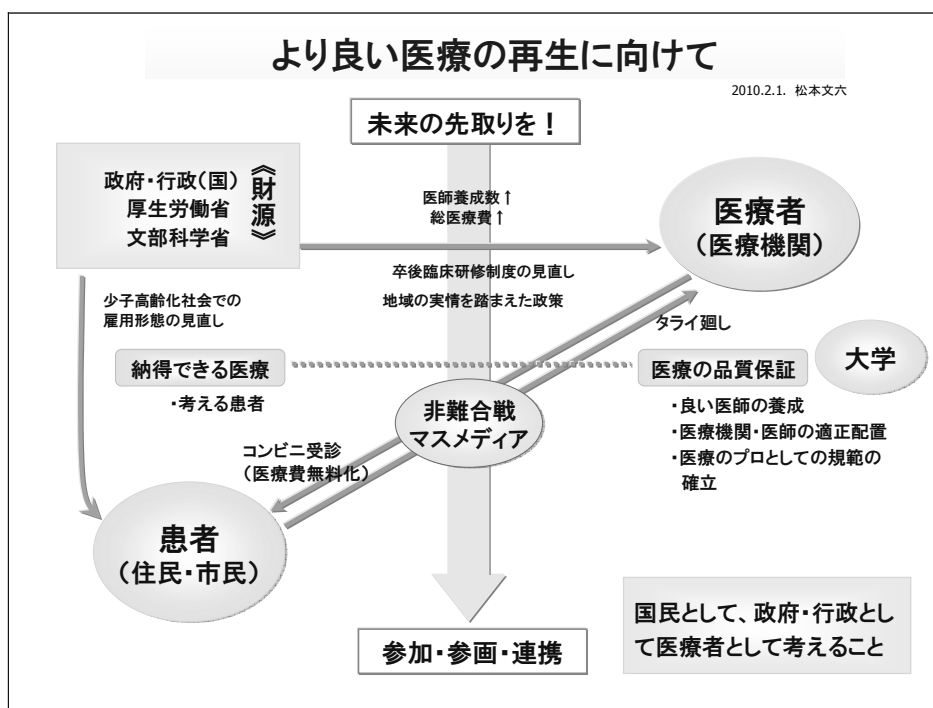 より良い医療の再生に向けて
2010.2.1. 松本文六
未来の先取りを！
政府・行政（国）
厚生労働省
文部科学省
《財源》
医師養成数↑
総医療費↑
医療者
（医療機関）
卒後臨床研修制度の見直し
地域の実情を踏まえた政策
少子高齢化社会での
雇用形態の見直し
タライ廻し
納得できる医療
・考える患者
医療の品質保証
大学
・良い医師の養成
・医療機関・医師の適正配置
・医療のプロとしての規範の
確立
非難合戦
マスメディア
コンビニ受診
（医療費無料化）
患者
（住民・市民）
参加・参画・連携
国民として、政府・行政とし
て医療者として考えること